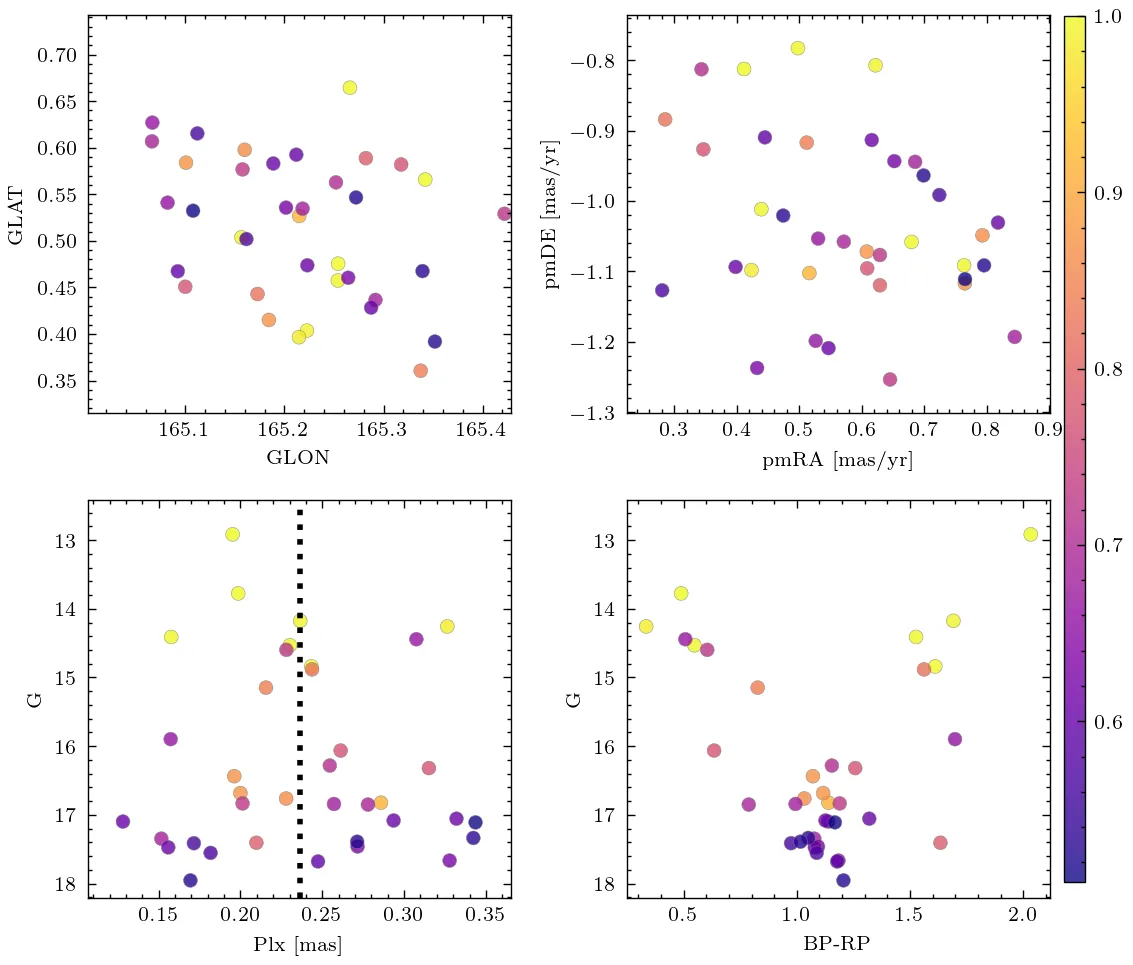 0.70
0.65
0.60
0.55
0.50
0.45
0.40
0.35
GLAT
165.1 165.2 165.3 165.4
GLON
−0.8
−0.9
−1.0
−1.1
−1.2
−1.3
pmDE [mas/yr]
0.3 0.4 0.5 0.6 0.7 0.8 0.9
pmRA [mas/yr]
1.0
0.9
0.8
0.7
0.6
13
14
15
16
17
18
G
0.15 0.20 0.25 0.30 0.35
Plx [mas]
13
14
15
16
17
18
G
0.5 1.0 1.5 2.0
BP-RP